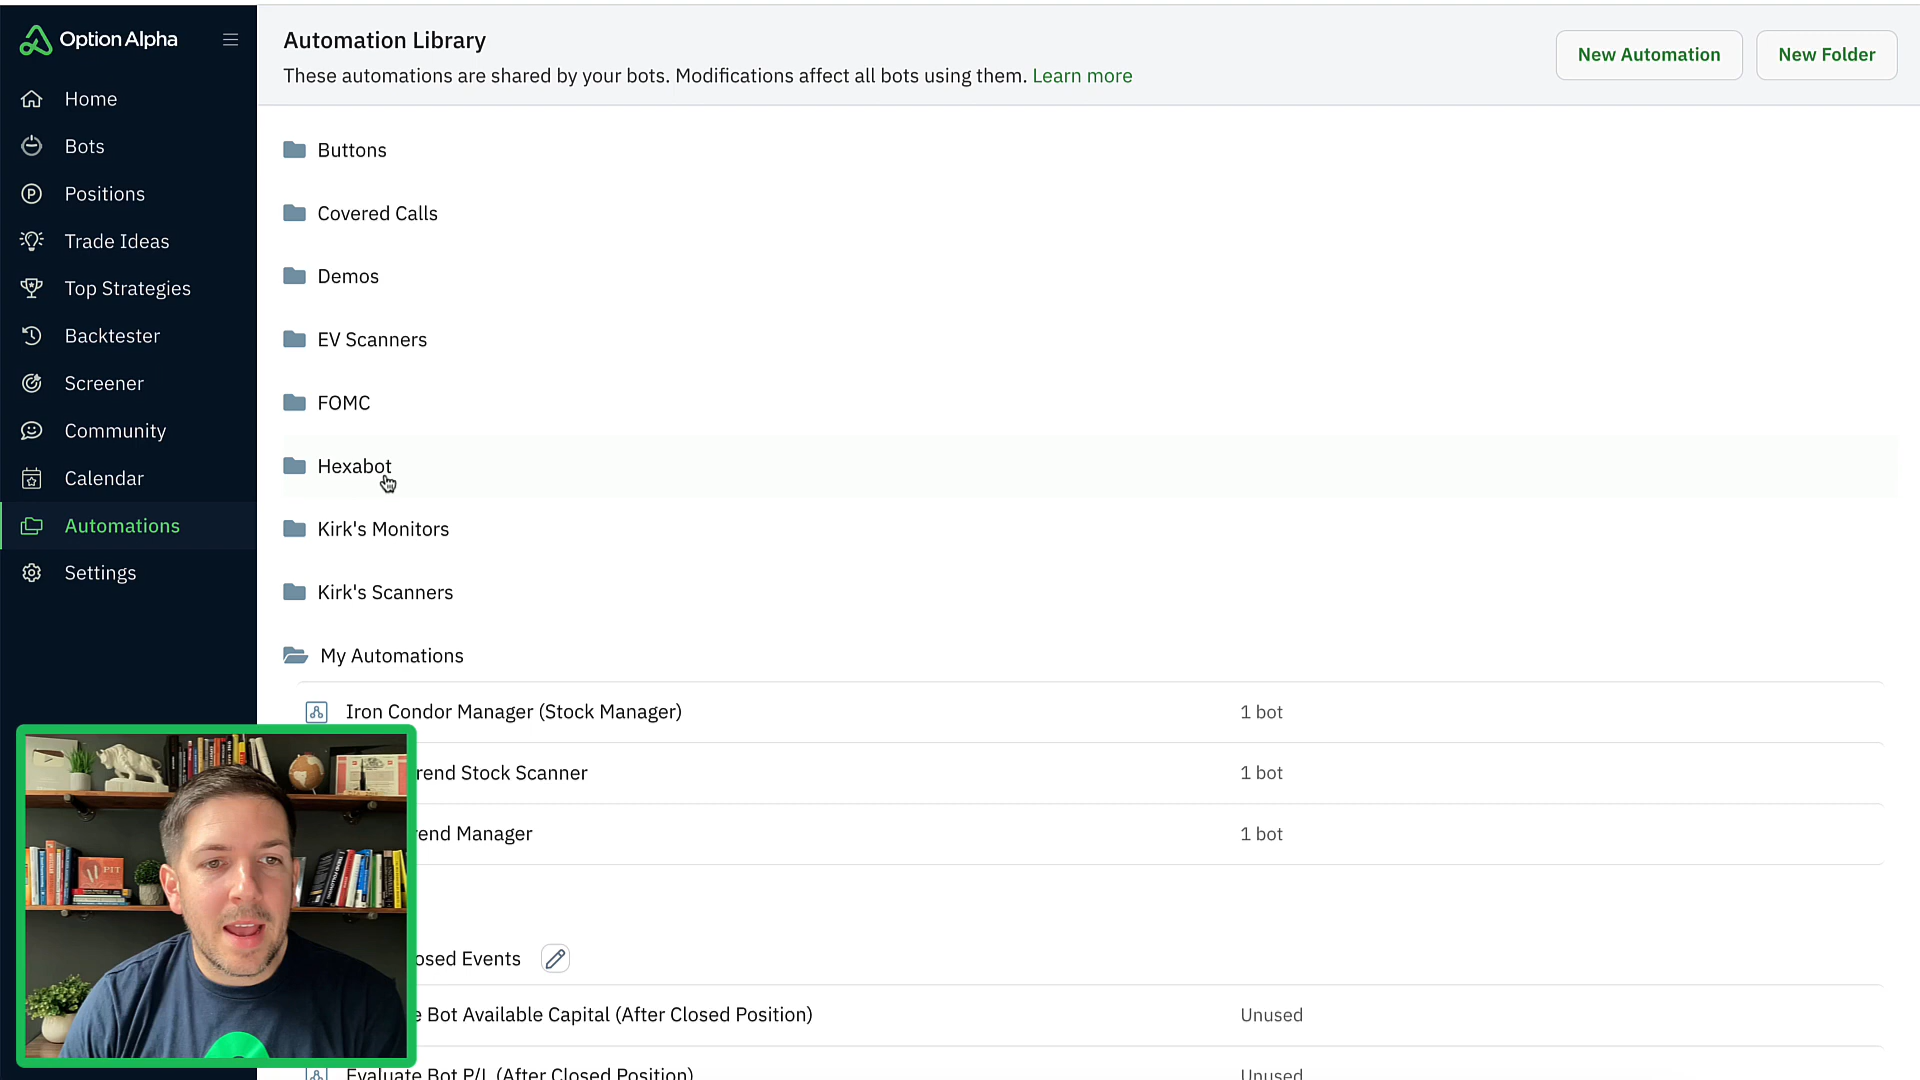 Option Alpha
Home
Bots
Positions
Trade Ideas
Top Strategies
Backtester
Screener
Community
Calendar
Automations
Settings
Automation Library
These automations are shared by your bots. Modifications affect all bots using them. Learn more
New Automation
New Folder
Buttons
Covered Calls
Demos
EV Scanners
FOMC
Hexabot
Kirk's Monitors
Kirk's Scanners
My Automations
Iron Condor Manager (Stock Manager) 1 bot
rend Stock Scanner 1 bot
rend Manager 1 bot
osed Events
e Bot Available Capital (After Closed Position) Unused
Evaluate Bot P/L (After Closed Position) Unused
PIT